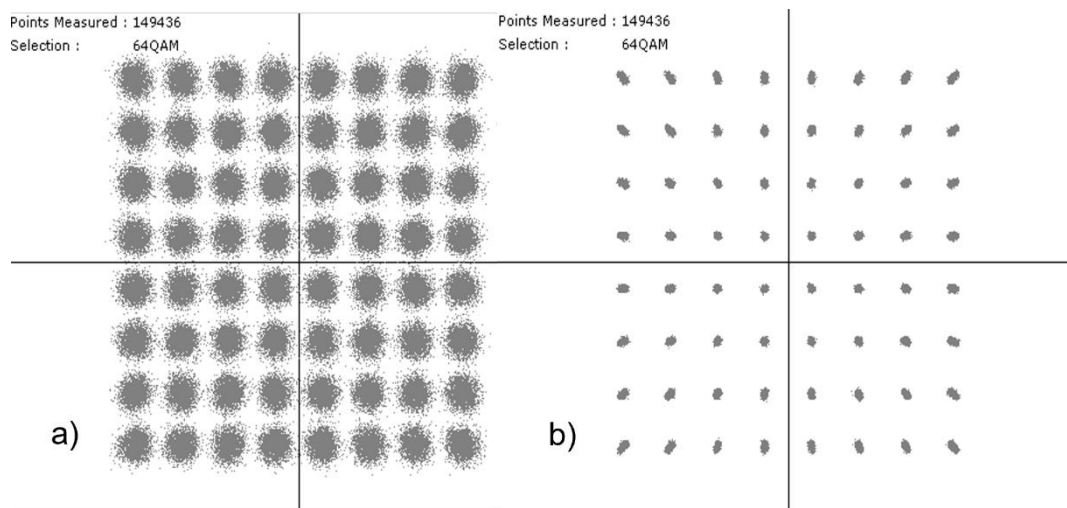 Points Measured : 149436
Selection : 64QAM
a)
Points Measured : 149436
Selection : 64QAM
b)